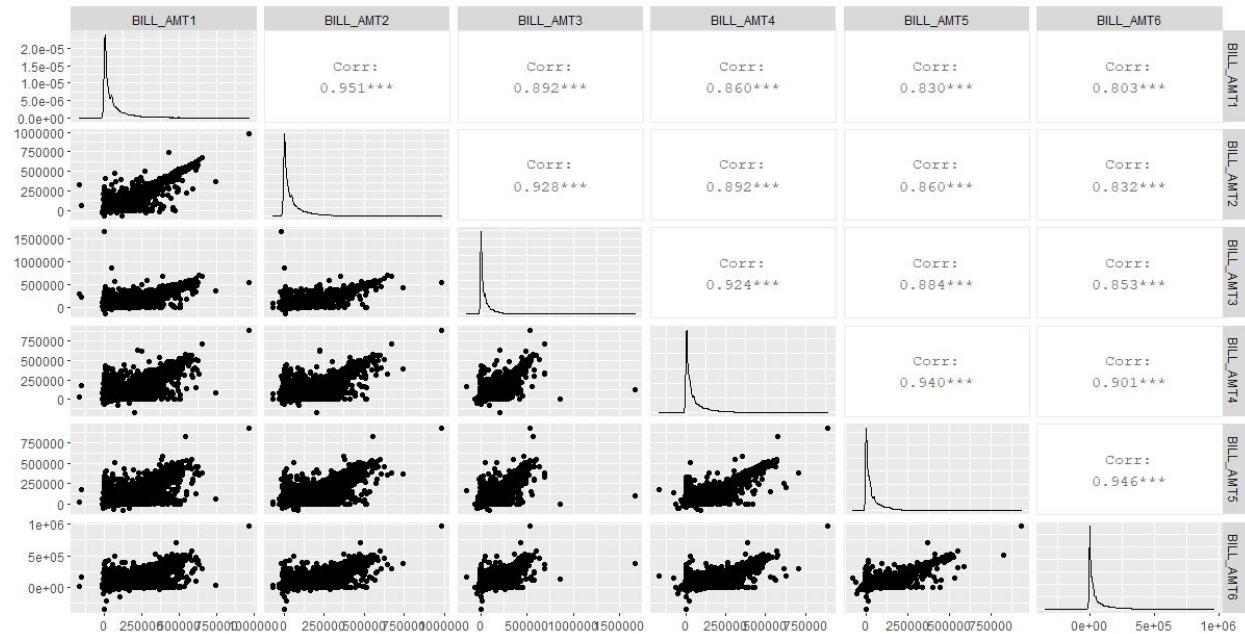 BILL_AMT1 BILL_AMT2 BILL_AMT3 BILL_AMT4 BILL_AMT5 BILL_AMT6
2.0e-05
1.5e-05
1.0e-05
5.0e-06
0.0e+00
Corr:
0.951***
Corr:
0.892***
Corr:
0.860***
Corr:
0.830***
Corr:
0.803***
BILL_AMT1
1000000
750000
500000
250000
0
Corr:
0.928***
Corr:
0.892***
Corr:
0.860***
Corr:
0.832***
BILL_AMT2
1500000
1000000
500000
0
Corr:
0.924***
Corr:
0.884***
Corr:
0.853***
BILL_AMT3
750000
500000
250000
0
Corr:
0.940***
Corr:
0.901***
BILL_AMT4
750000
500000
250000
0
Corr:
0.946***
BILL_AMT5
1e+06
5e+05
0e+00
BILL_AMT6
0 250000 500000 750000 1000000
0 250000 500000 750000 1000000
0 500000 1000000 1500000
0 250000 500000 750000
0 250000 500000 750000
0e+00 5e+05 1e+06